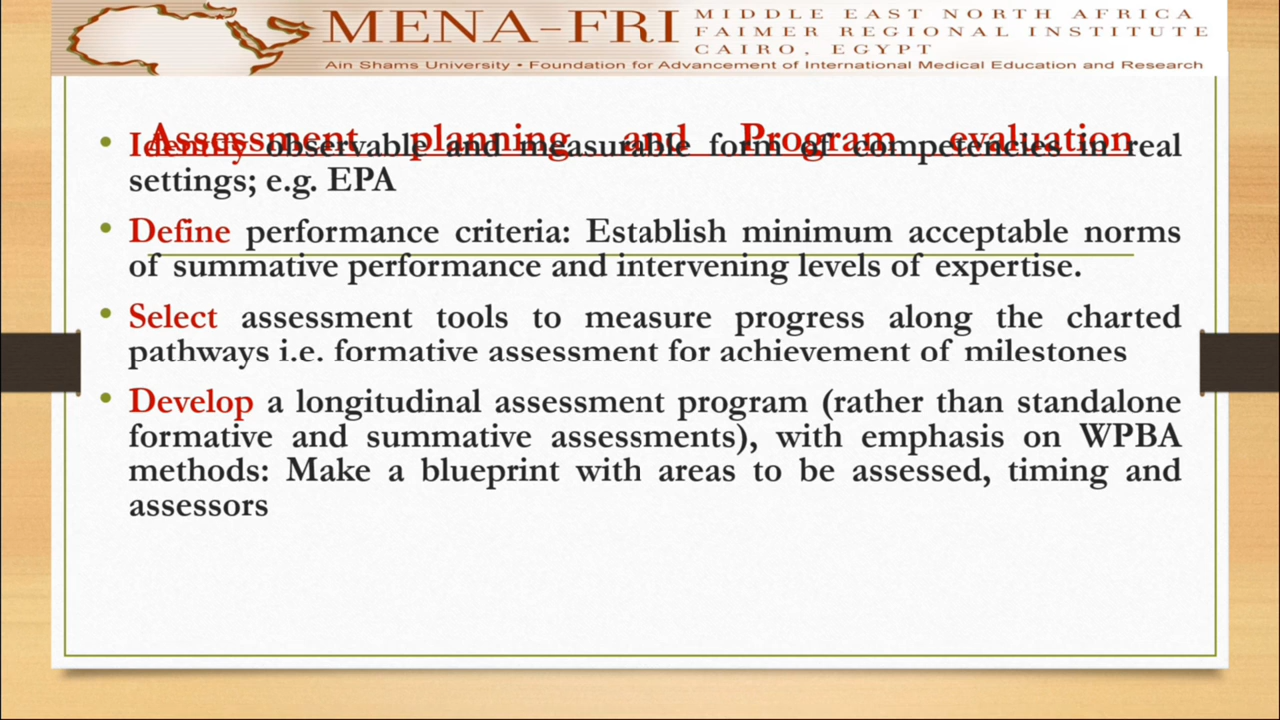 MENA-FRI
MIDDLE EAST NORTH AFRICA
FAIMER REGIONAL INSTITUTE
CAIRO, EGYPT
Ain Shams University • Foundation for Advancement of International Medical Education and Research
Assessment planning and Program evaluation
• Identify observable and measurable form of competencies in real
settings; e.g. EPA
• Define performance criteria: Establish minimum acceptable norms
of summative performance and intervening levels of expertise.
• Select assessment tools to measure progress along the charted
pathways i.e. formative assessment for achievement of milestones
• Develop a longitudinal assessment program (rather than standalone
formative and summative assessments), with emphasis on WPBA
methods: Make a blueprint with areas to be assessed, timing and
assessors